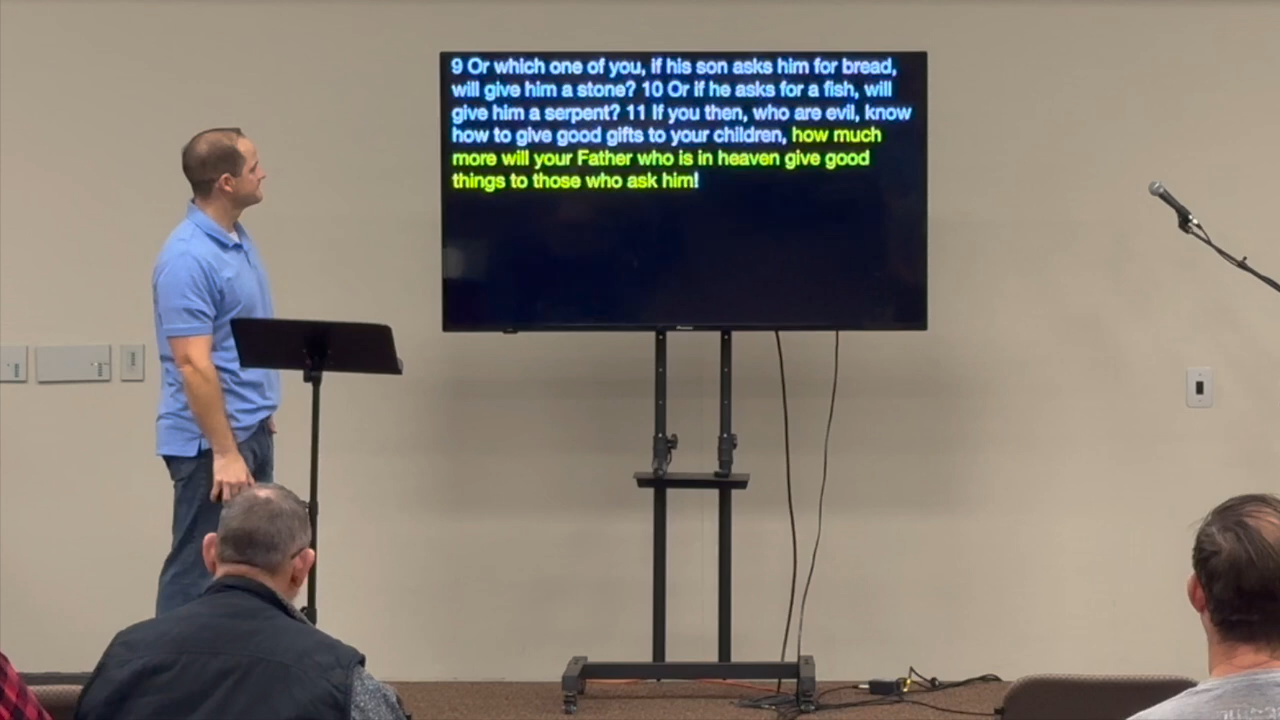 9 Or which one of you, if his son asks him for bread,
will give him a stone? 10 Or if he asks for a fish, will
give him a serpent? 11 If you then, who are evil, know
how to give good gifts to your children, how much
more will your Father who is in heaven give good
things to those who ask him!